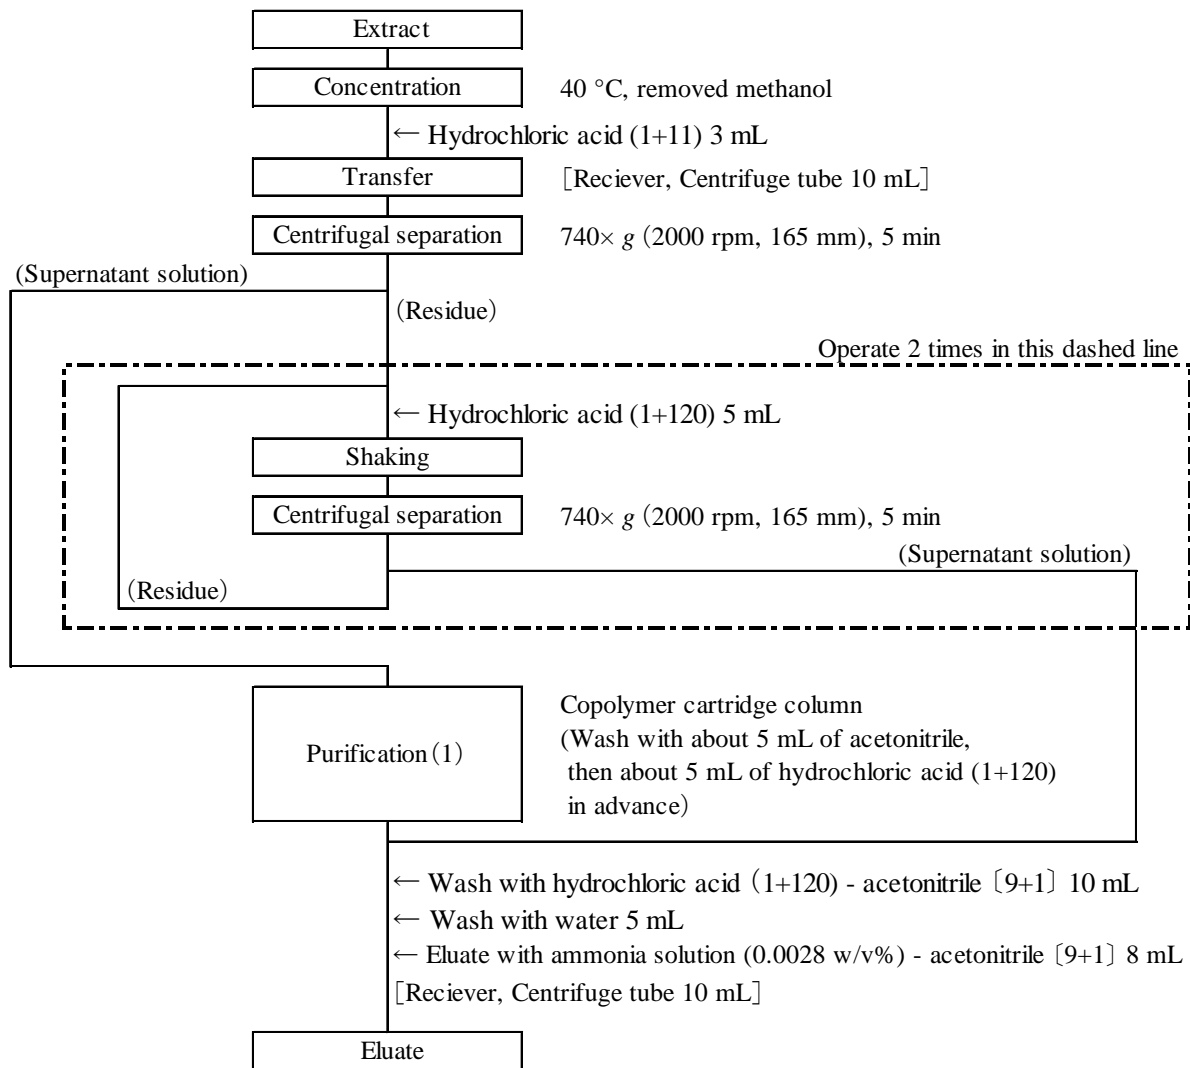 Extract
Concentration
40 °C, removed methanol
← Hydrochloric acid (1+11) 3 mL
Transfer
[Reciever, Centrifuge tube 10 mL]
Centrifugal separation
740× g (2000 rpm, 165 mm), 5 min
(Supernatant solution)
(Residue)
Operate 2 times in this dashed line
← Hydrochloric acid (1+120) 5 mL
Shaking
Centrifugal separation
740× g (2000 rpm, 165 mm), 5 min
(Supernatant solution)
(Residue)
Purification(1)
Copolymer cartridge column
(Wash with about 5 mL of acetonitrile,
then about 5 mL of hydrochloric acid (1+120)
in advance)
← Wash with hydrochloric acid (1+120) - acetonitrile〔9+1〕10 mL
← Wash with water 5 mL
← Eluate with ammonia solution (0.0028 w/v%) - acetonitrile〔9+1〕8 mL
[Reciever, Centrifuge tube 10 mL]
Eluate